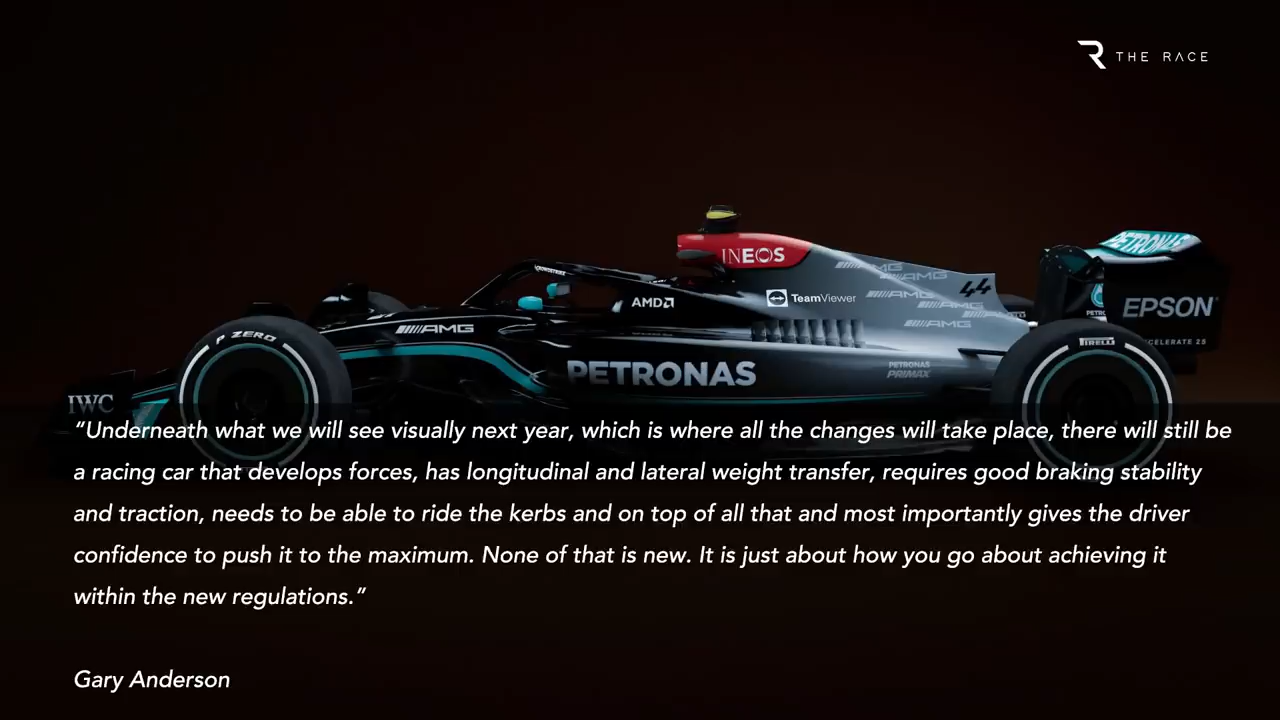 THE RACE
INEOS
CROWDSTRIKE
AMG
AMG
AMG
AMG
AMG
44
PETRONAS
AMD
TeamViewer
EPSON
AMG
P ZERO
PIRELLI
PETRONAS
PETRONAS
PRIMAX
IWC
“Underneath what we will see visually next year, which is where all the changes will take place, there will still be
a racing car that develops forces, has longitudinal and lateral weight transfer, requires good braking stability
and traction, needs to be able to ride the kerbs and on top of all that and most importantly gives the driver
confidence to push it to the maximum. None of that is new. It is just about how you go about achieving it
within the new regulations.”
Gary Anderson